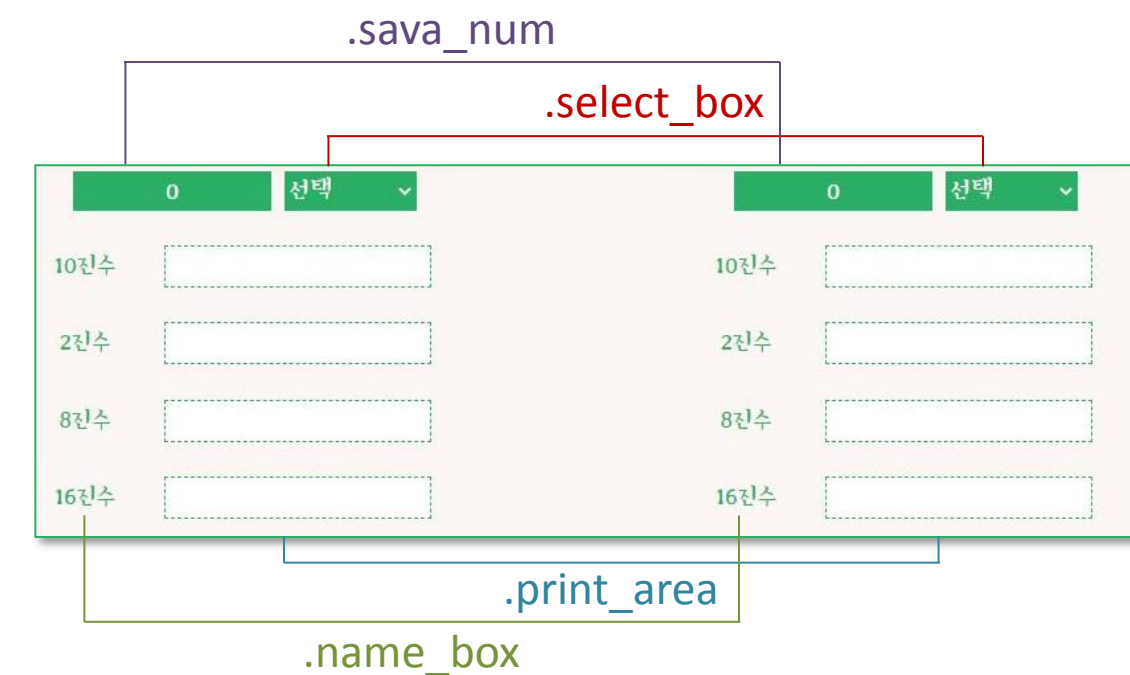 .sava_num
.select_box
0 선택 0 선택
10진수 10진수
2진수 2진수
8진수 8진수
16진수 16진수
.print_area
.name_box